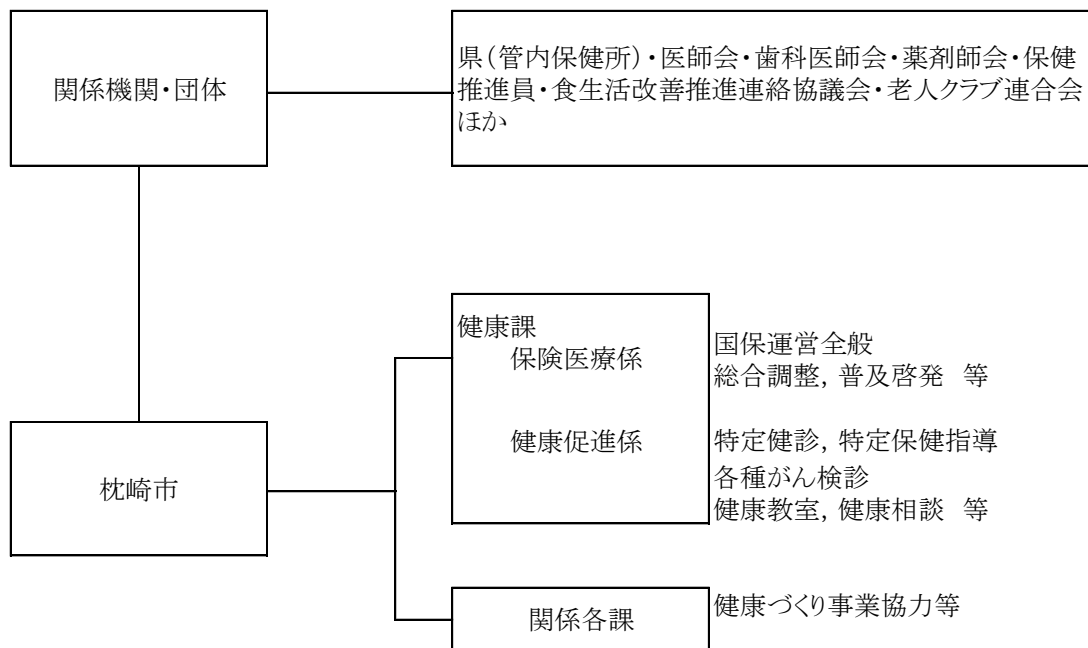 関係機関・団体
県（管内保健所）・医師会・歯科医師会・薬剤師会・保健
推進員・食生活改善推進連絡協議会・老人クラブ連合会
ほか
枕崎市
健康課
保険医療係
国保運営全般
総合調整，普及啓発　等
健康促進係
特定健診，特定保健指導
各種がん検診
健康教室，健康相談　等
関係各課
健康づくり事業協力等